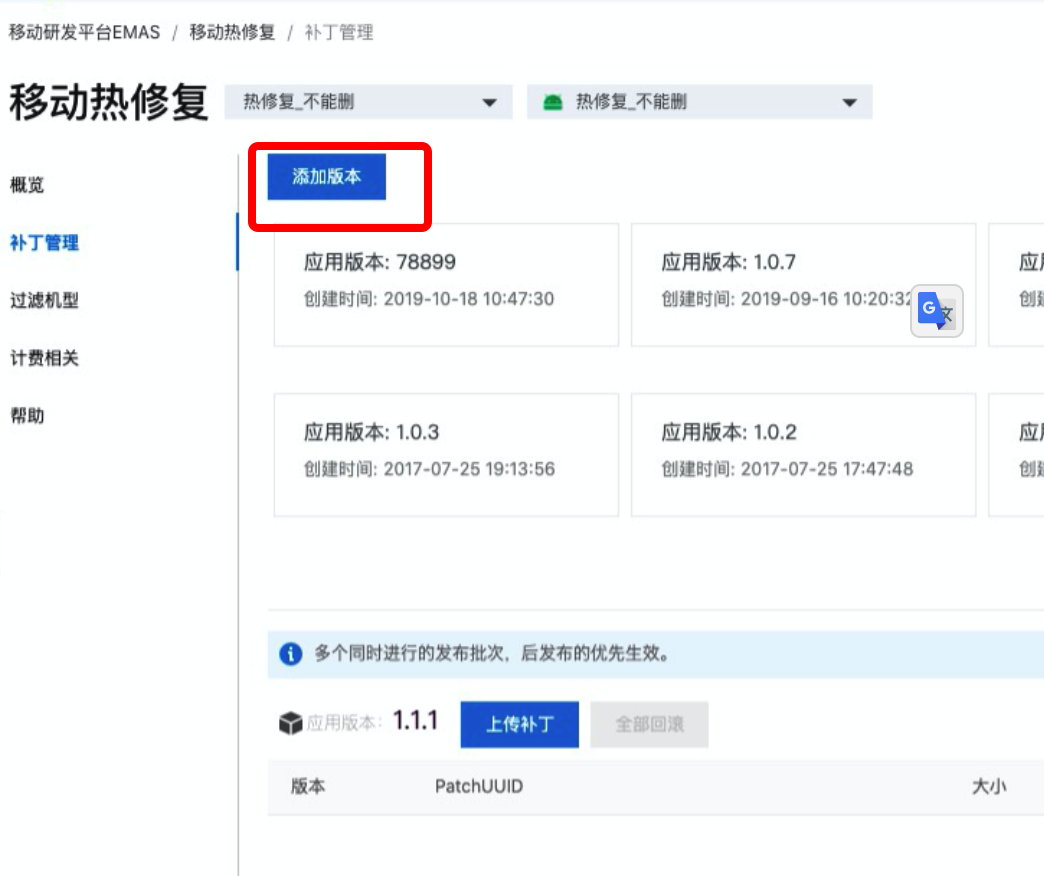 移动研发平台EMAS / 移动热修复 / 补丁管理
移动热修复 热修复_不能删 热修复_不能删
添加版本
概览
补丁管理
过滤机型
计费相关
帮助
应用版本: 78899
创建时间: 2019-10-18 10:47:30
应用版本: 1.0.7
创建时间: 2019-09-16 10:20:32
应
创建
G 文
应用版本: 1.0.3
创建时间: 2017-07-25 19:13:56
应用版本: 1.0.2
创建时间: 2017-07-25 17:47:48
应
创建
多个同时进行的发布批次，后发布的优先生效。
应用版本: 1.1.1 上传补丁 全部回滚
版本 PatchUUID 大小